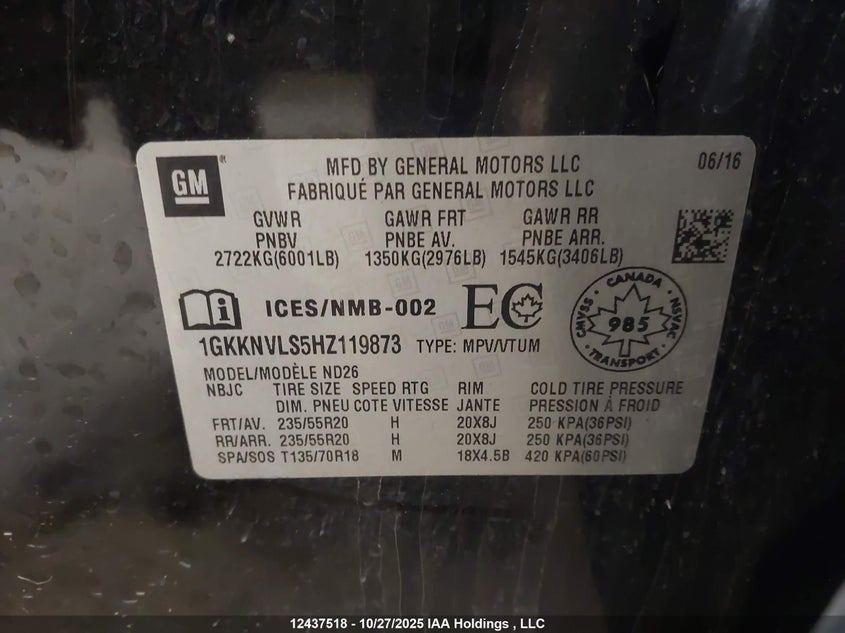 GM
MFD BY GENERAL MOTORS LLC 06/16
FABRIQUÉ PAR GENERAL MOTORS LLC
GVWR GAWR FRT GAWR RR
PNBV PNBE AV. PNBE ARR.
2722KG(6001LB) 1350KG(2976LB) 1545KG(3406LB)
i ICES/NMB-002 EC
CANADA
CMVSS NSVAC
985
TRANSPORT
1GKKNVLS5HZ119873 TYPE: MPV/VTUM
MODEL/MODÈLE ND26
NBJC TIRE SIZE SPEED RTG RIM COLD TIRE PRESSURE
DIM. PNEU COTE VITESSE JANTE PRESSION À FROID
FRT/AV. 235/55R20 H 20X8J 250 KPA(36PSI)
RR/ARR. 235/55R20 H 20X8J 250 KPA(36PSI)
SPA/SOS T135/70R18 M 18X4.5B 420 KPA(60PSI)
12437518 - 10/27/2025 IAA Holdings , LLC